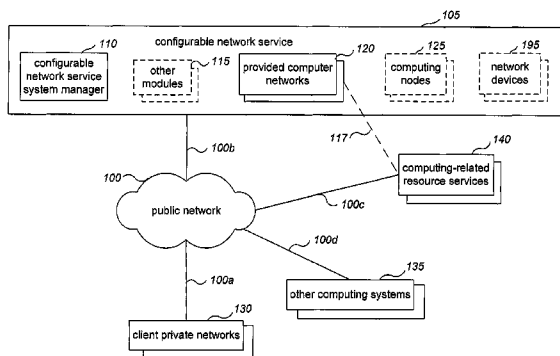 105
configurable network service
110
configurable
network service
system manager
115
other
modules
120
provided computer
networks
125
computing
nodes
195
network
devices
117
140
computing-related
resource services
100b
100
public network
100c
100d
135
other computing systems
100a
130
client private networks